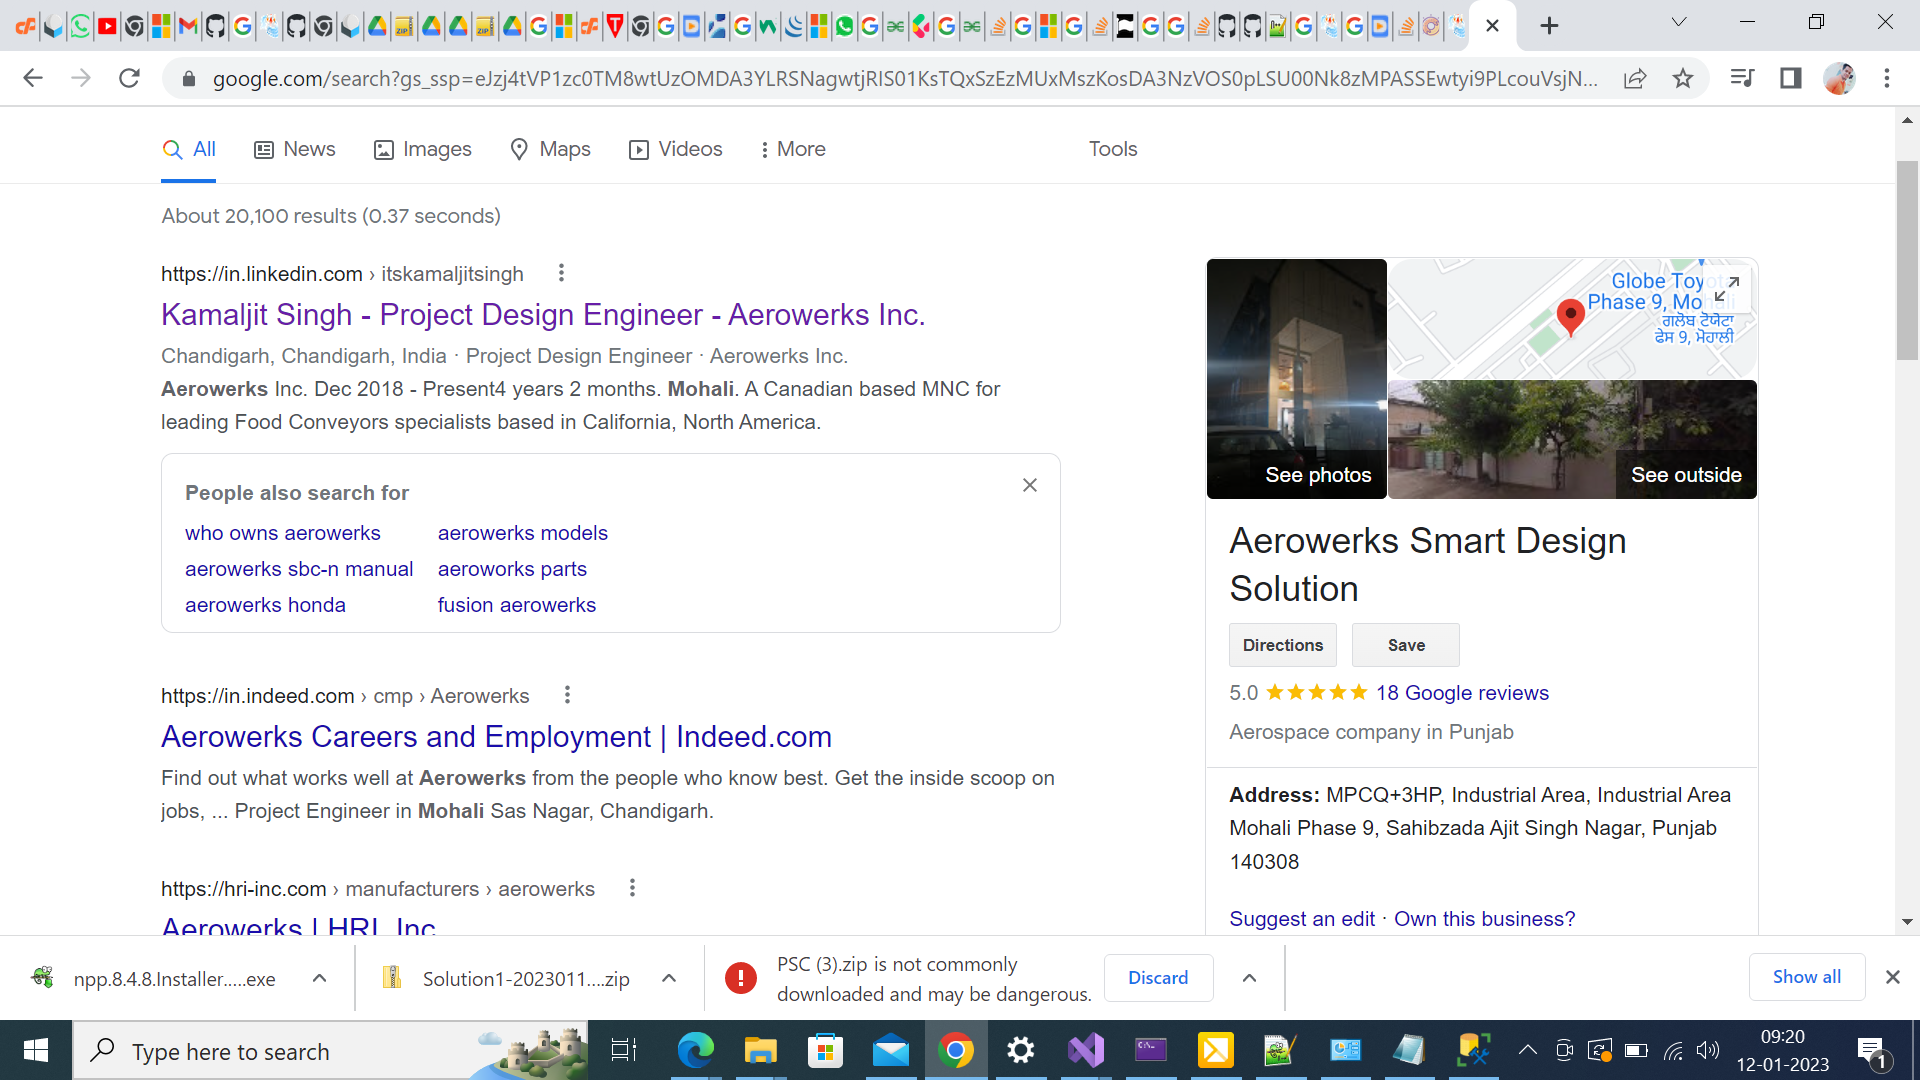 google.com/search?gs_ssp=eJzj4tVP1zc0TM8wtUzOMDA3YLRSNagwtjRIS01KsTQxSzEzMUxMszKosDA3NzVOS0pLSU00Nk8zMPASSEwtyi9PLcouVsjN...
All
News
Images
Maps
Videos
More
Tools
About 20,100 results (0.37 seconds)
https://in.linkedin.com › itskamaljitsingh
Kamaljit Singh - Project Design Engineer - Aerowerks Inc.
Chandigarh, Chandigarh, India · Project Design Engineer · Aerowerks Inc.
Aerowerks Inc. Dec 2018 - Present4 years 2 months. Mohali. A Canadian based MNC for
leading Food Conveyors specialists based in California, North America.
People also search for
who owns aerowerks
aerowerks models
aerowerks sbc-n manual
aeroworks parts
aerowerks honda
fusion aerowerks
https://in.indeed.com › cmp › Aerowerks
Aerowerks Careers and Employment | Indeed.com
Find out what works well at Aerowerks from the people who know best. Get the inside scoop on
jobs, ... Project Engineer in Mohali Sas Nagar, Chandigarh.
https://hri-inc.com › manufacturers › aerowerks
Aerowerks | HRI, Inc
Globe Toyota
Phase 9, Mohali
ਗਲੋਬ ਟੋਯੋਟਾ
ਫੇਸ 9, ਮੋਹਾਲੀ
See photos
See outside
Aerowerks Smart Design
Solution
Directions
Save
5.0
18 Google reviews
Aerospace company in Punjab
Address: MPCQ+3HP, Industrial Area, Industrial Area
Mohali Phase 9, Sahibzada Ajit Singh Nagar, Punjab
140308
Suggest an edit · Own this business?
npp.8.4.8.Installer.....exe
Solution1-2023011....zip
PSC (3).zip is not commonly
downloaded and may be dangerous.
Discard
Show all
Type here to search
09:20
12-01-2023
1